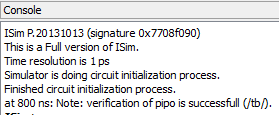 Console
ISim P.20131013 (signature 0x7708f090)
This is a Full version of ISim.
Time resolution is 1 ps
Simulator is doing circuit initialization process.
Finished circuit initialization process.
at 800 ns: Note: verification of pipo is successfull (/tb/).